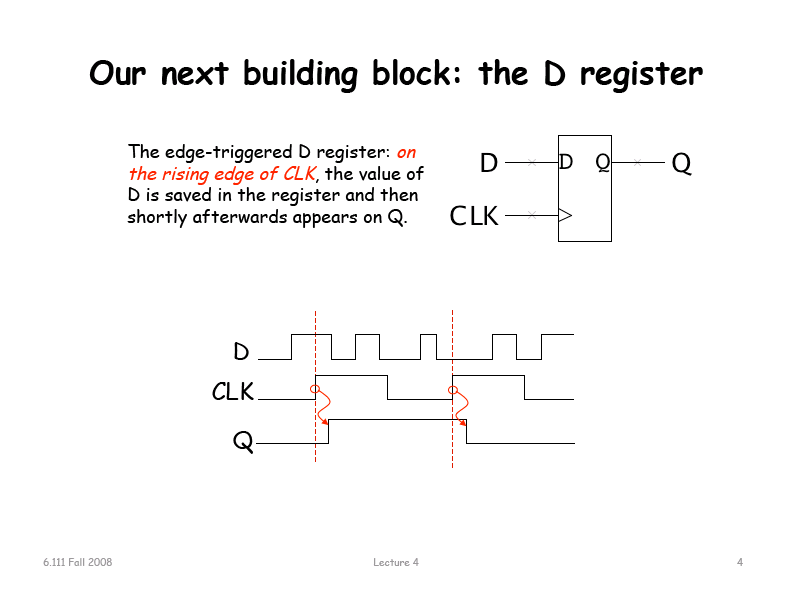 Our next building block: the D register
The edge-triggered D register: on
the rising edge of CLK, the value of
D is saved in the register and then
shortly afterwards appears on Q.
D
D
Q
Q
CLK
D
CLK
Q
6.111 Fall 2008
Lecture 4
4